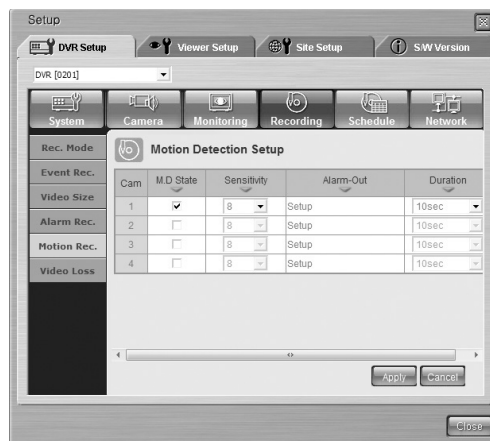 Setup
DVR Setup Viewer Setup Site Setup S/W Version
DVR [0201]
System Camera Monitoring Recording Schedule Network
Rec. Mode
Event Rec.
Video Size
Alarm Rec.
Motion Rec.
Video Loss
Motion Detection Setup
Cam M.D State Sensitivity Alarm-Out Duration
1 8 Setup 10sec
2 8 Setup 10sec
3 8 Setup 10sec
4 8 Setup 10sec
Apply Cancel
Close